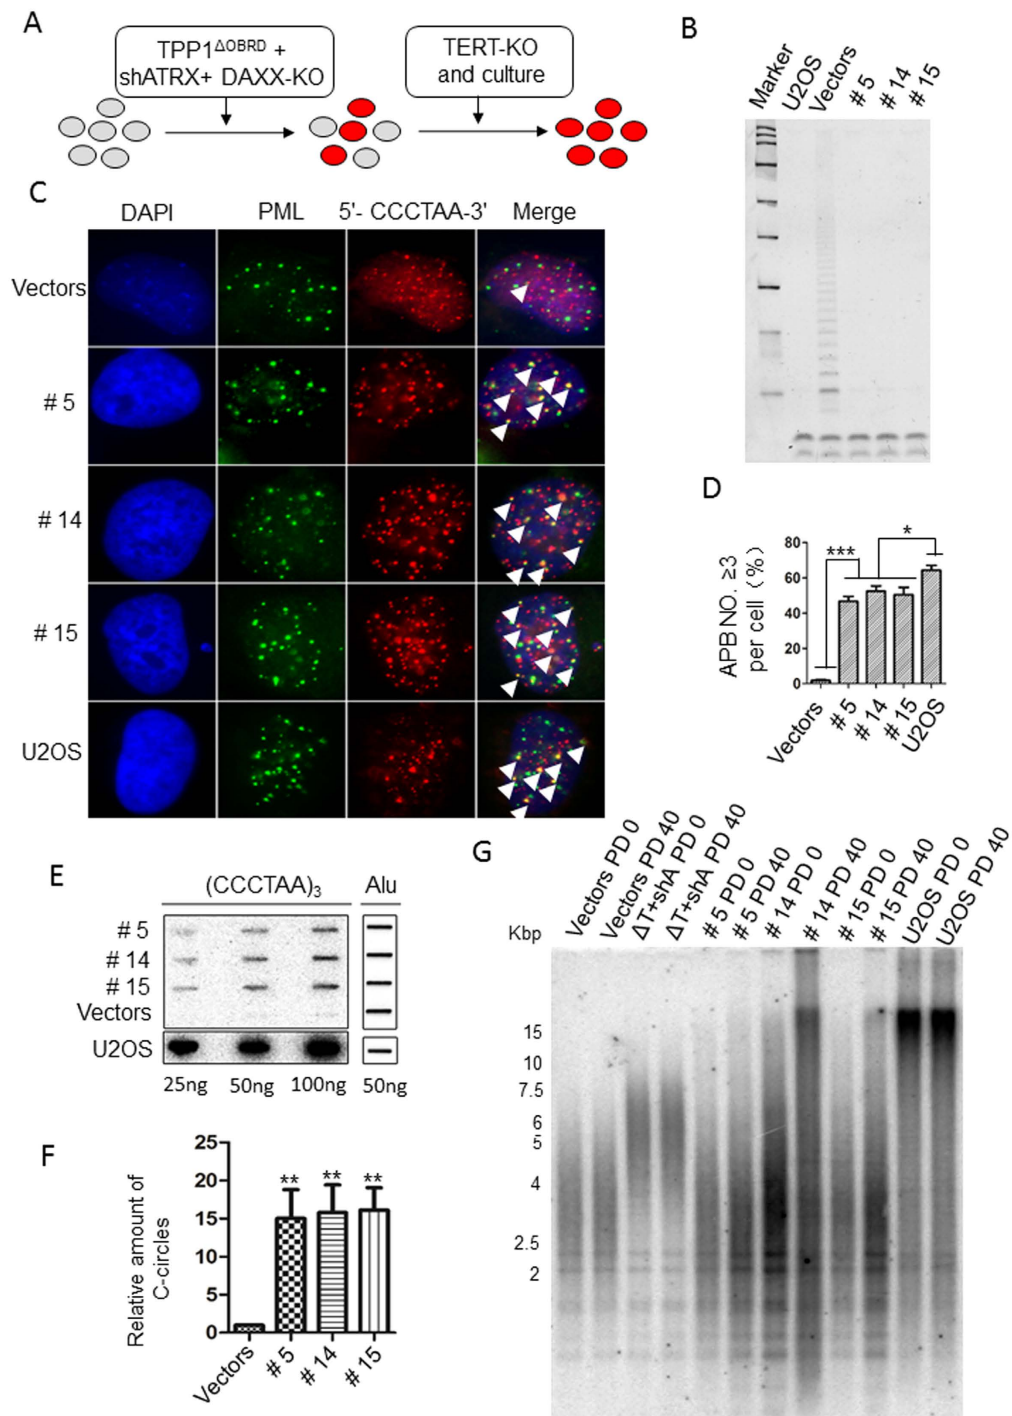 A
TPP1ΔOBRD +
shATRX+ DAXX-KO
TERT-KO
and culture
B
Marker
U2OS
Vectors
# 5
# 14
# 15
C
DAPI
PML
5'- CCCTAA-3'
Merge
Vectors
# 5
# 14
# 15
U2OS
D
APB NO. ≥3
per cell (%)
80
60
40
20
0
***
*
Vectors
# 5
# 14
# 15
U2OS
E
(CCCTAA)3
Alu
# 5
# 14
# 15
Vectors
U2OS
25ng
50ng
100ng
50ng
F
Relative amount of
C-circles
25
20
15
10
5
0
**
**
**
Vectors
# 5
# 14
# 15
G
Vectors PD 0
Vectors PD 40
ΔT+shA PD 0
ΔT+shA PD 40
# 5 PD 0
# 5 PD 40
# 14 PD 0
# 14 PD 40
# 15 PD 0
# 15 PD 40
U2OS PD 0
U2OS PD 40
Kbp
15
10
7.5
6
5
4
2.5
2